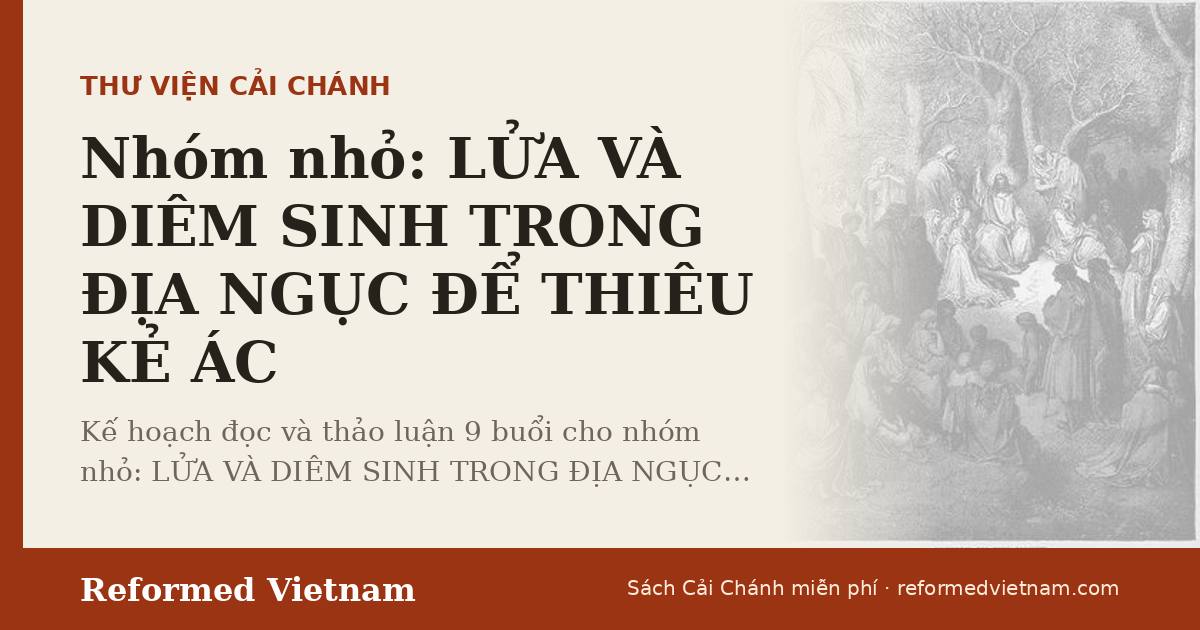 THƯ VIỆN CẢI CHÁNH
Nhóm nhỏ: LỬA VÀ
DIÊM SINH TRONG
ĐỊA NGỤC ĐỂ THIÊU
KẺ ÁC
Kế hoạch đọc và thảo luận 9 buổi cho nhóm
nhỏ: LỬA VÀ DIÊM SINH TRONG ĐỊA NGỤC...
Reformed Vietnam
Sách Cải Chánh miễn phí · reformedvietnam.com